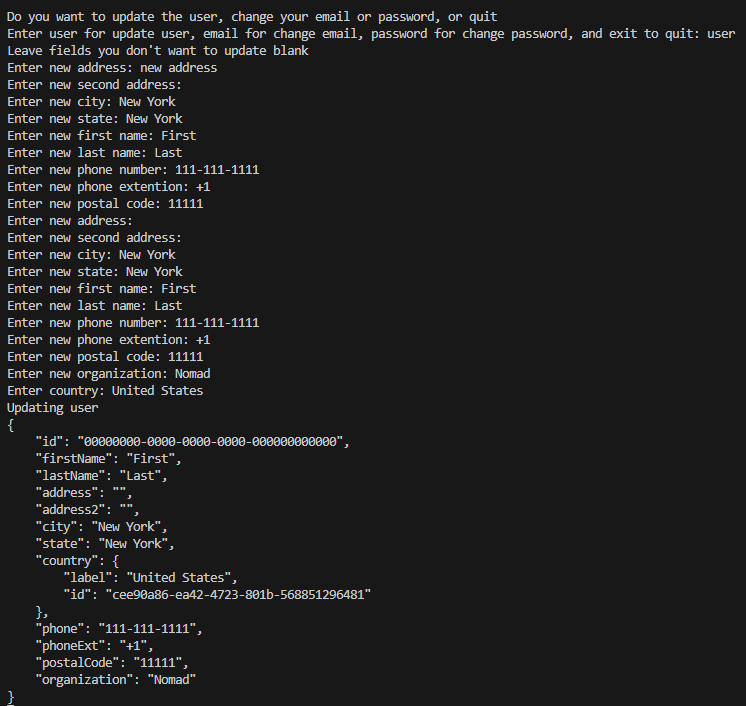 Do you want to update the user, change your email or password, or quit
Enter user for update user, email for change email, password for change password, and exit to quit: user
Leave fields you don't want to update blank
Enter new address: new address
Enter new second address:
Enter new city: New York
Enter new state: New York
Enter new first name: First
Enter new last name: Last
Enter new phone number: 111-111-1111
Enter new phone extention: +1
Enter new postal code: 11111
Enter new address:
Enter new second address:
Enter new city: New York
Enter new state: New York
Enter new first name: First
Enter new last name: Last
Enter new phone number: 111-111-1111
Enter new phone extention: +1
Enter new postal code: 11111
Enter new organization: Nomad
Enter country: United States
Updating user
{
    "id": "00000000-0000-0000-0000-000000000000",
    "firstName": "First",
    "lastName": "Last",
    "address": "",
    "address2": "",
    "city": "New York",
    "state": "New York",
    "country": {
        "label": "United States",
        "id": "cee90a86-ea42-4723-801b-568851296481"
    },
    "phone": "111-111-1111",
    "phoneExt": "+1",
    "postalCode": "11111",
    "organization": "Nomad"
}